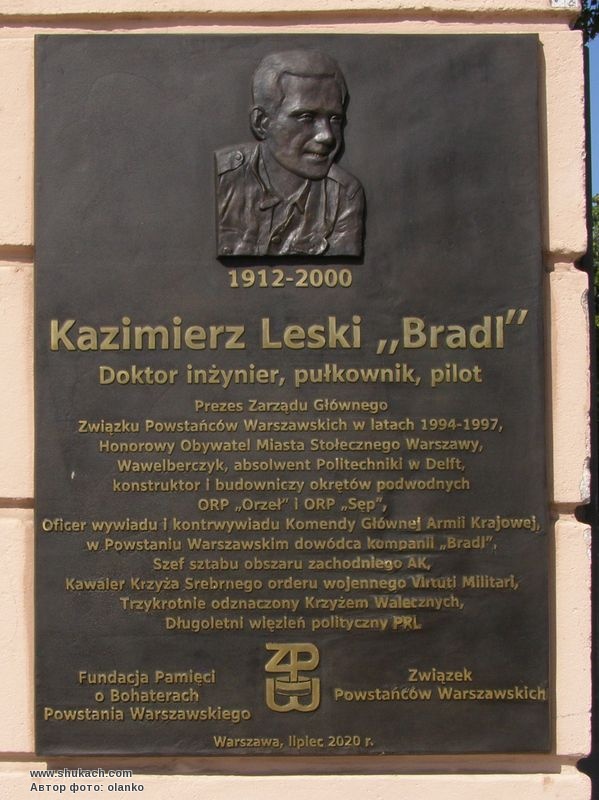 1912-2000
Kazimierz Leski ,,Bradl”
Doktor inżynier, pułkownik, pilot
Prezes Zarządu Głównego
Związku Powstańców Warszawskich w latach 1994-1997,
Honorowy Obywatel Miasta Stołecznego Warszawy,
Wawelberczyk, absolwent Politechniki w Delft,
konstruktor i budowniczy okrętów podwodnych
ORP „Orzeł” i ORP „Sęp”,
Oficer wywiadu i kontrwywiadu Komendy Głównej Armii Krajowej,
w Powstaniu Warszawskim dowódca kompanii „Bradl”,
Szef sztabu obszaru zachodniego AK,
Kawaler Krzyża Srebrnego orderu wojennego Virtuti Militari,
Trzykrotnie odznaczony Krzyżem Walecznych,
Długoletni więzień polityczny PRL
Fundacja Pamięci
o Bohaterach
Powstania Warszawskiego
ZPW
Związek
Powstańców Warszawskich
Warszawa, lipiec 2020 r.
www.shukach.com
Автор фото: olanko